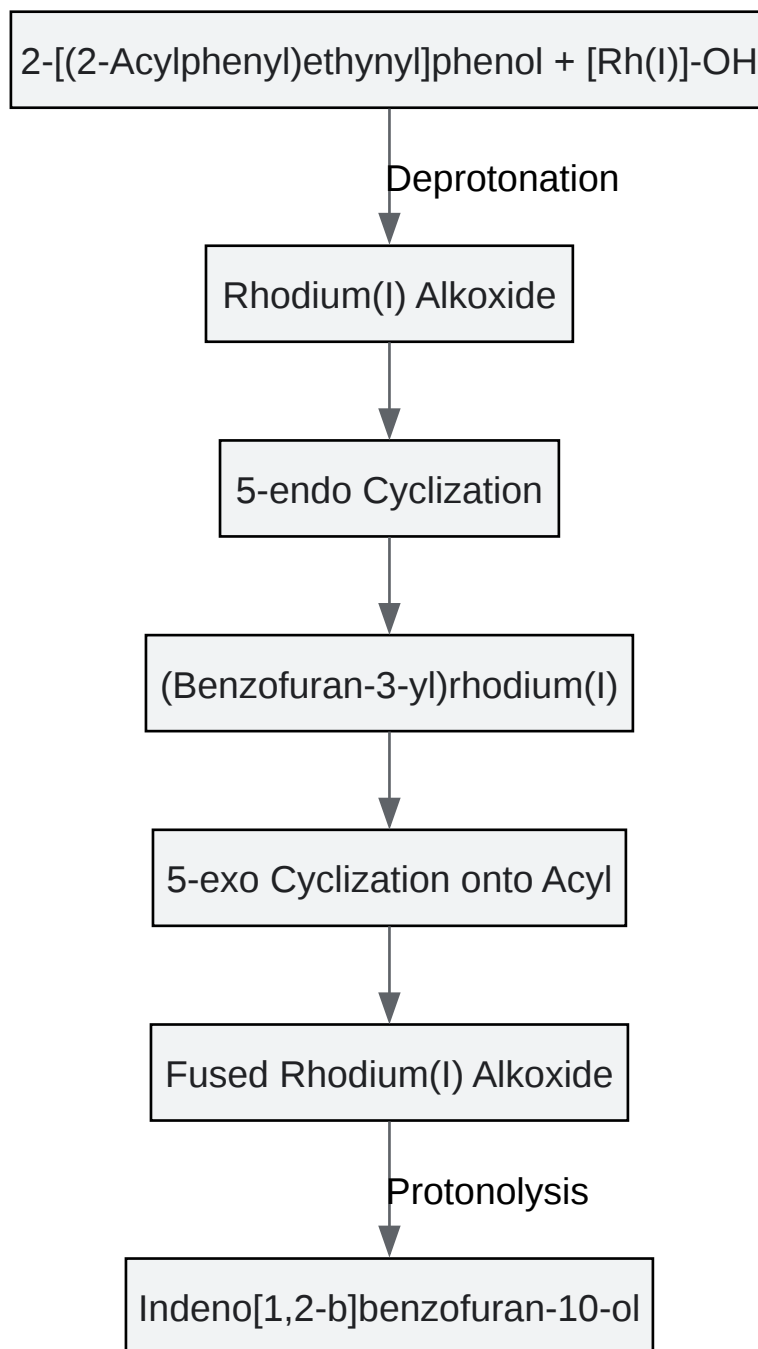 2-[(2-Acylphenyl)ethynyl]phenol + [Rh(I)]-OH
Deprotonation
Rhodium(I) Alkoxide
5-endo Cyclization
(Benzofuran-3-yl)rhodium(I)
5-exo Cyclization onto Acyl
Fused Rhodium(I) Alkoxide
Protonolysis
Indeno[1,2-b]benzofuran-10-ol